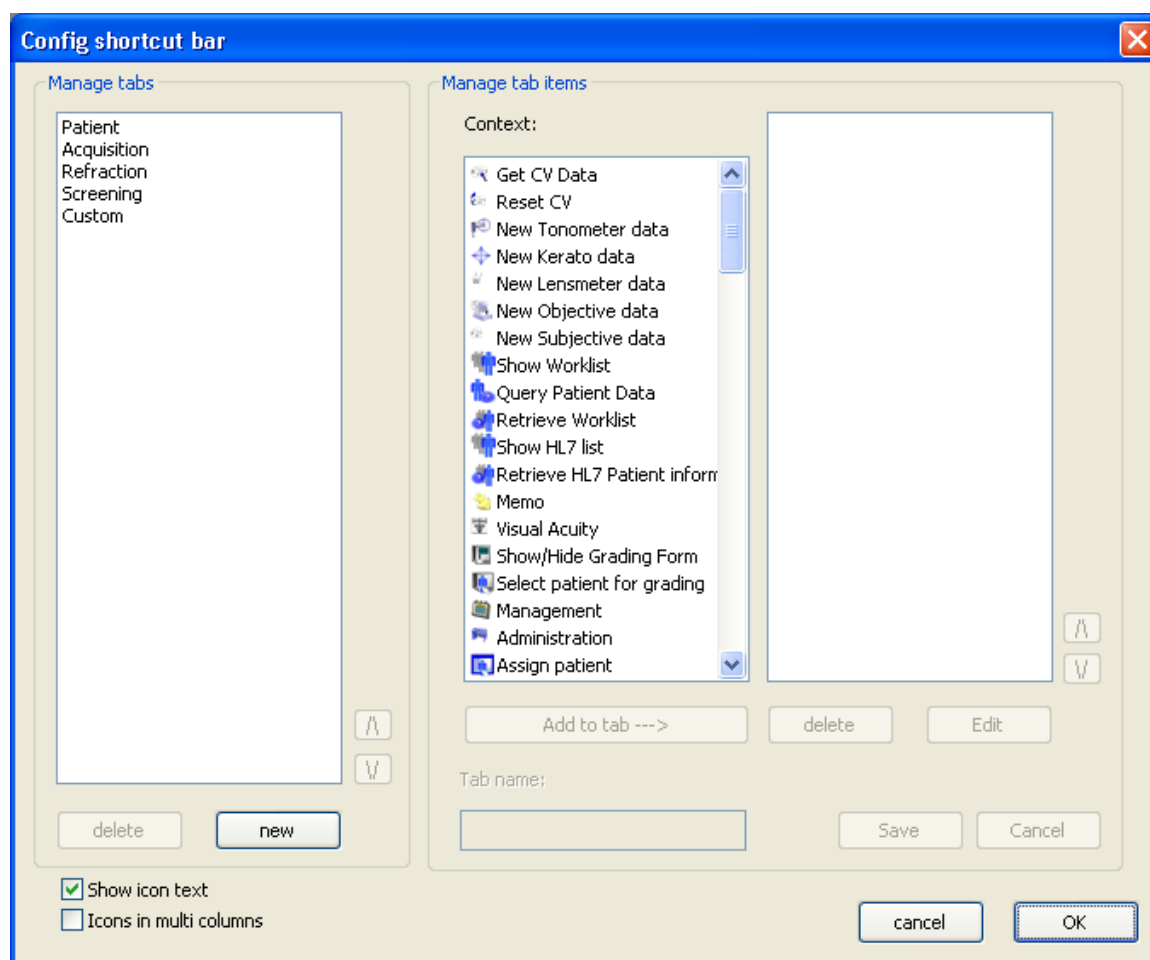 Config shortcut bar
Manage tabs
Patient
Acquisition
Refraction
Screening
Custom
/\
\/
delete
new
Manage tab items
Context:
Get CV Data
Reset CV
New Tonometer data
New Kerato data
New Lensmeter data
New Objective data
New Subjective data
Show Worklist
Query Patient Data
Retrieve Worklist
Show HL7 list
Retrieve HL7 Patient inform
Memo
Visual Acuity
Show/Hide Grading Form
Select patient for grading
Management
Administration
Assign patient
/\
\/
Add to tab --->
delete
Edit
Tab name:
Save
Cancel
Show icon text
Icons in multi columns
cancel
OK